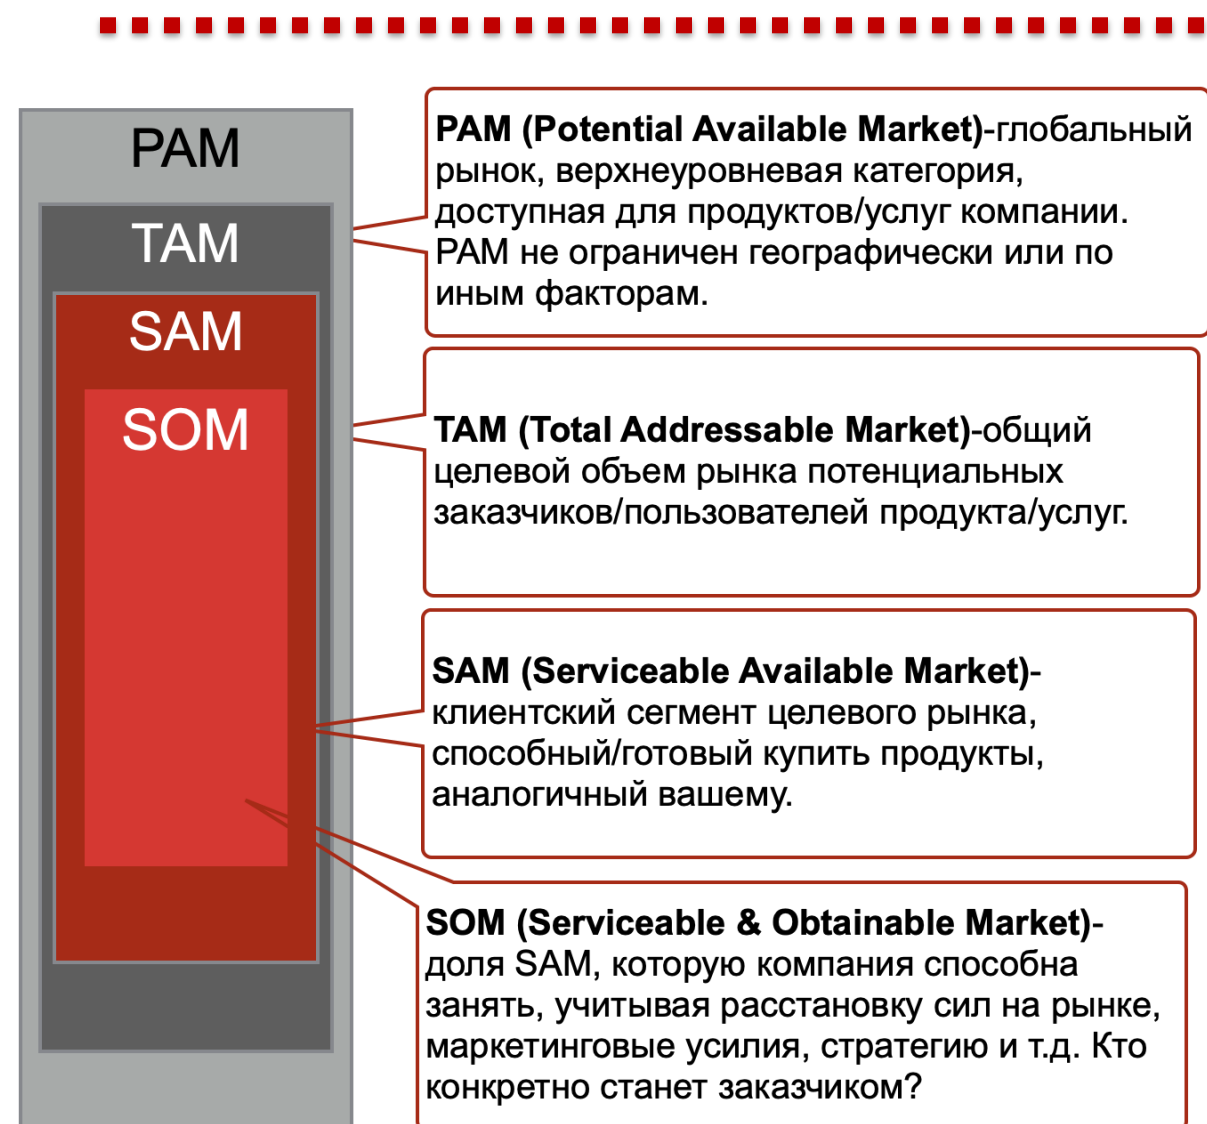 PAM
TAM
SAM
SOM
PAM (Potential Available Market)-глобальный
рынок, верхнеуровневая категория,
доступная для продуктов/услуг компании.
PAM не ограничен географически или по
иным факторам.
TAM (Total Addressable Market)-общий
целевой объем рынка потенциальных
заказчиков/пользователей продукта/услуг.
SAM (Serviceable Available Market)-
клиентский сегмент целевого рынка,
способный/готовый купить продукты,
аналогичный вашему.
SOM (Serviceable & Obtainable Market)-
доля SAM, которую компания способна
занять, учитывая расстановку сил на рынке,
маркетинговые усилия, стратегию и т.д. Кто
конкретно станет заказчиком?